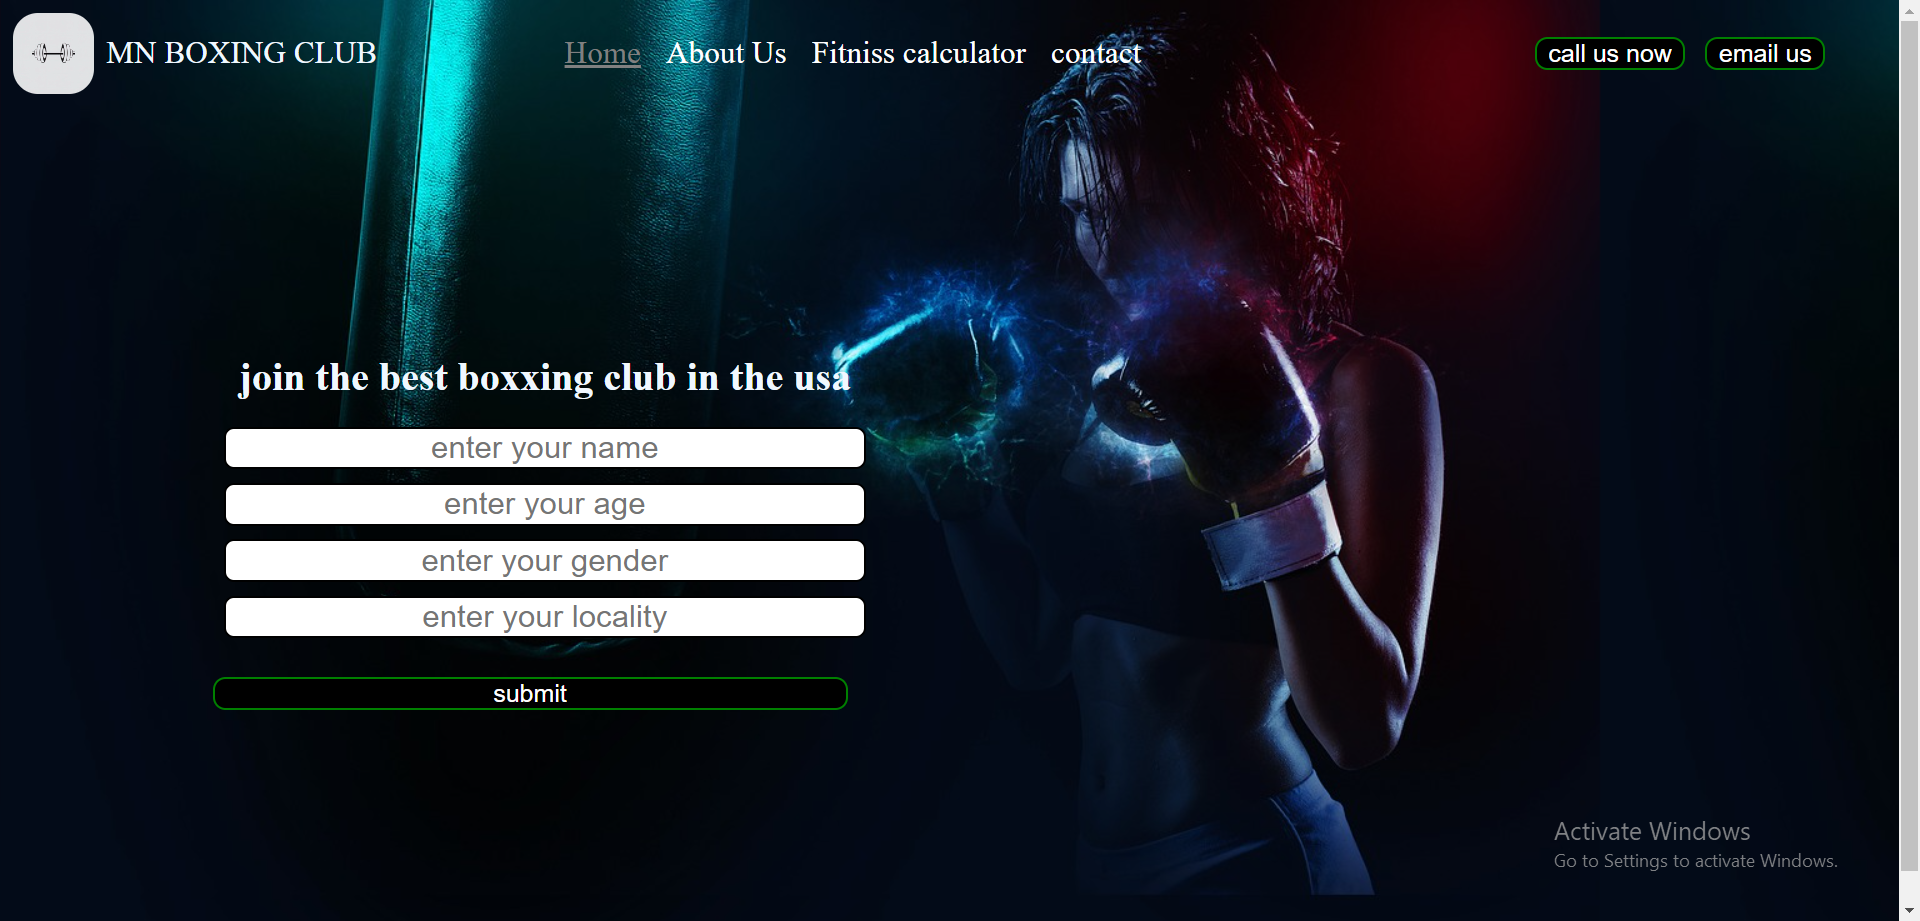 MN BOXING CLUB
Home About Us Fitniss calculator contact
call us now email us
join the best boxxing club in the usa
enter your name
enter your age
enter your gender
enter your locality
submit
Activate Windows
Go to Settings to activate Windows.